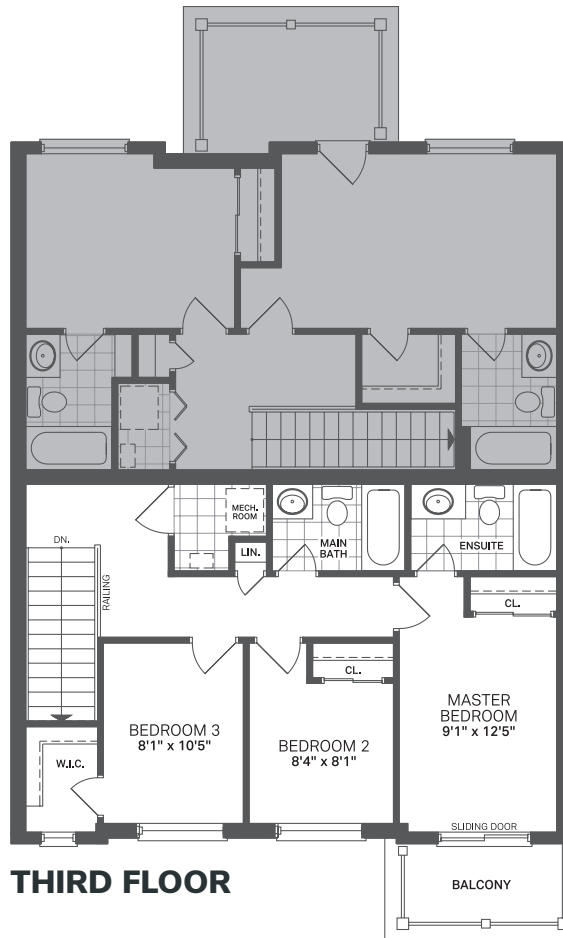 MECH.
ROOM
MAIN
BATH
ENSUITE
LIN.
DN.
RAILING
CL.
CL.
BEDROOM 3
8'1" x 10'5"
BEDROOM 2
8'4" x 8'1"
MASTER
BEDROOM
9'1" x 12'5"
W.I.C.
SLIDING DOOR
BALCONY
THIRD FLOOR